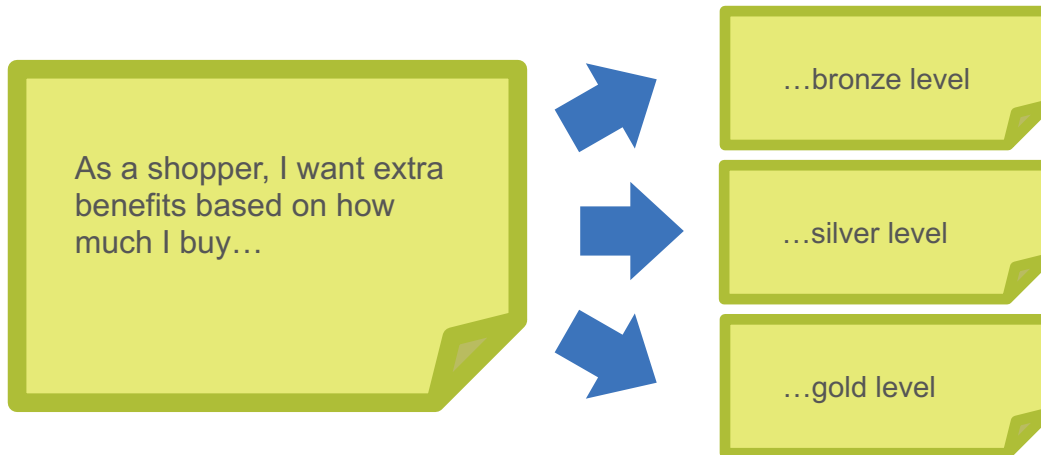 As a shopper, I want extra
benefits based on how
much I buy…
…bronze level
…silver level
…gold level